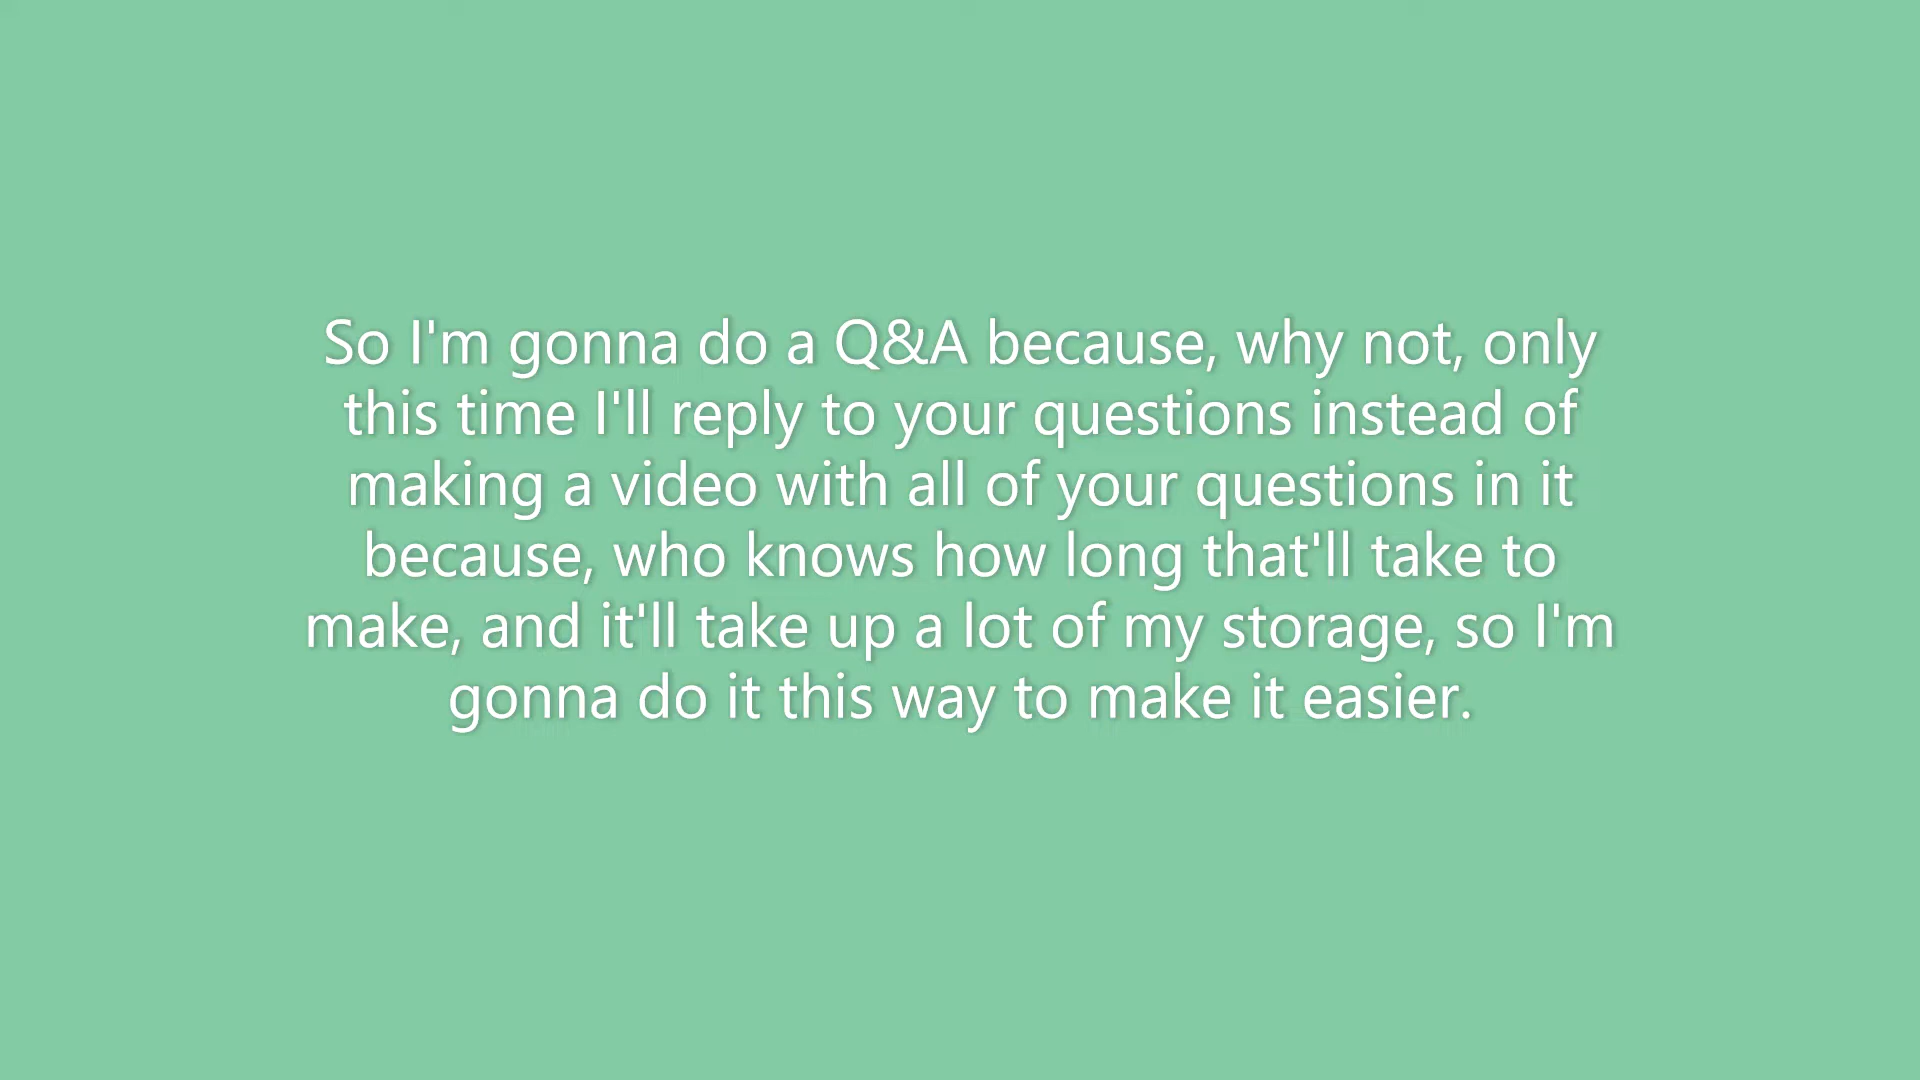 So I'm gonna do a Q&A because, why not, only
this time I'll reply to your questions instead of
making a video with all of your questions in it
because, who knows how long that'll take to
make, and it'll take up a lot of my storage, so I'm
gonna do it this way to make it easier.